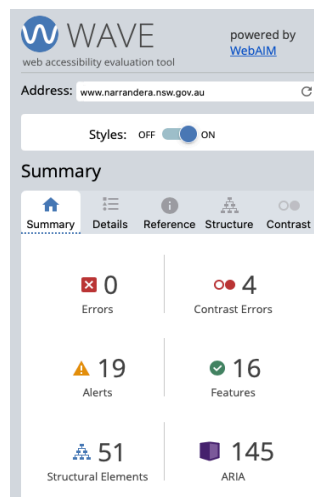 WAVE
web accessibility evaluation tool
powered by
WebAIM
Address: www.narrandera.nsw.gov.au
Styles: OFF ON
Summary
Summary Details Reference Structure Contrast
0
Errors
4
Contrast Errors
19
Alerts
16
Features
51
Structural Elements
145
ARIA